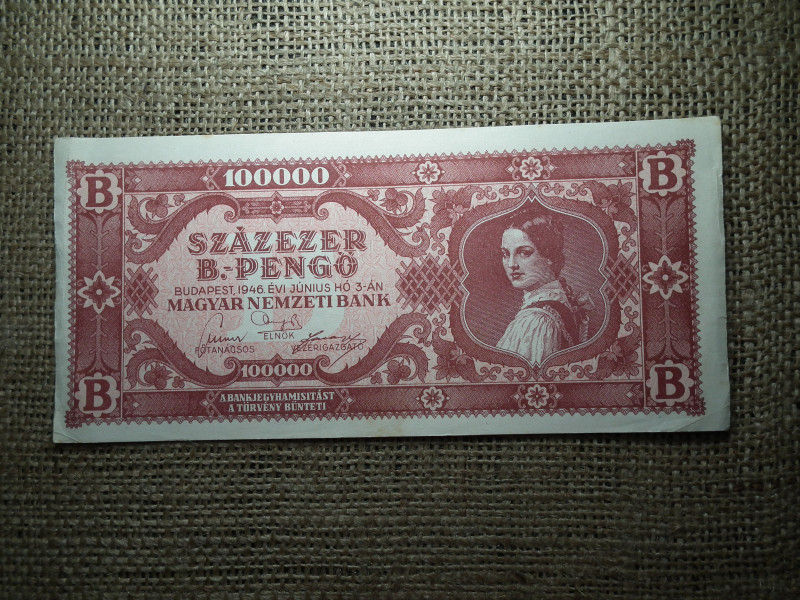 B 100000 B
SZÁZEZER
B.-PENGŐ
BUDAPEST, 1946. ÉVI JÚNIUS HÓ 3-ÁN
MAGYAR NEMZETI BANK
ELNÖK
FŐTANÁCSOS VEZÉRIGAZGATÓ
100000
B B
A BANKJEGYHAMISITÁST
A TÖRVÉNY BÜNTETI